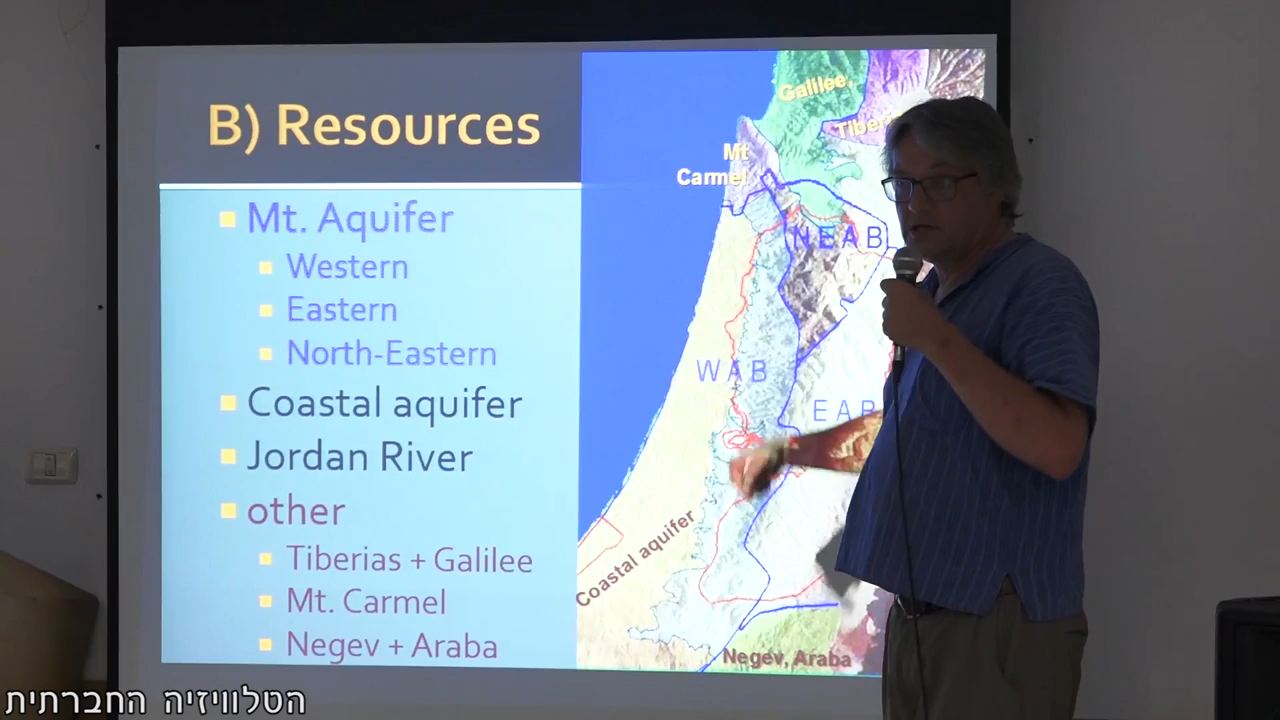 B) Resources
Mt. Aquifer
Western
Eastern
North-Eastern
Coastal aquifer
Jordan River
other
Tiberias + Galilee
Mt. Carmel
Negev + Araba
Galilee,
Mt
Carmel
NEAB
WAB
Coastal aquifer
Negev, Araba
הטלוויזיה החברתית